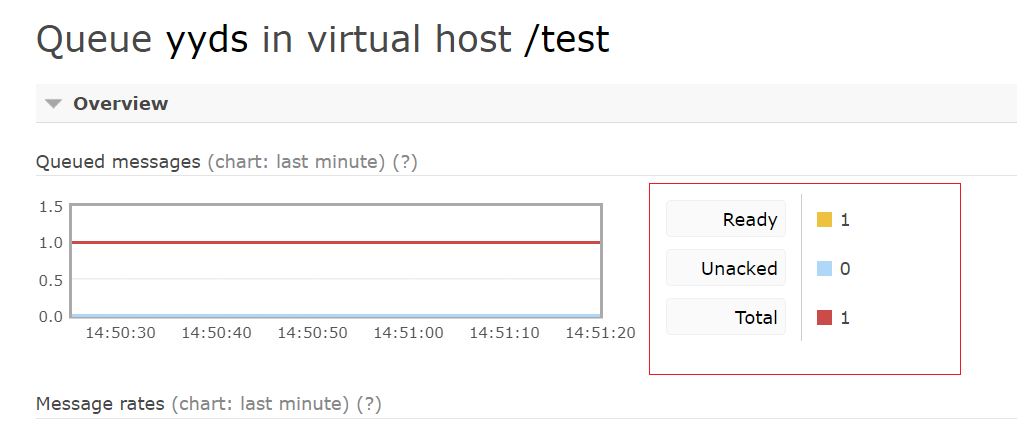 Queue yyds in virtual host /test
Overview
Queued messages (chart: last minute) (?)
1.5
1.0
0.5
0.0
14:50:30 14:50:40 14:50:50 14:51:00 14:51:10 14:51:20
Ready 1
Unacked 0
Total 1
Message rates (chart: last minute) (?)